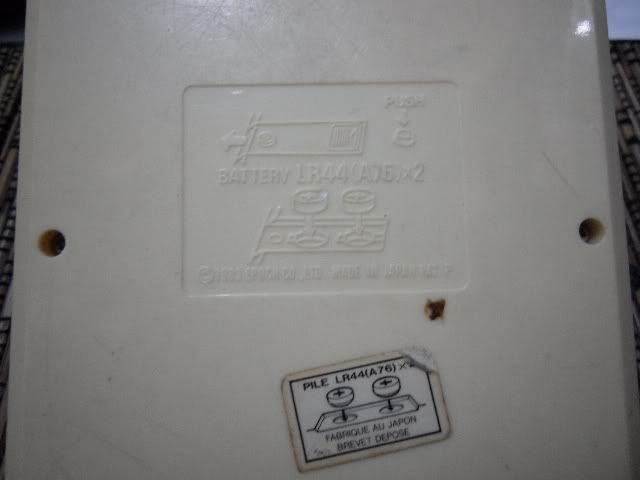 PUSH
BATTERY LR44(A76)×2
©1983 EPOCH CO.,LTD. MADE IN JAPAN PAT. P
PILE LR44(A76)×2
FABRIQUE AU JAPON
BREVET DEPOSE